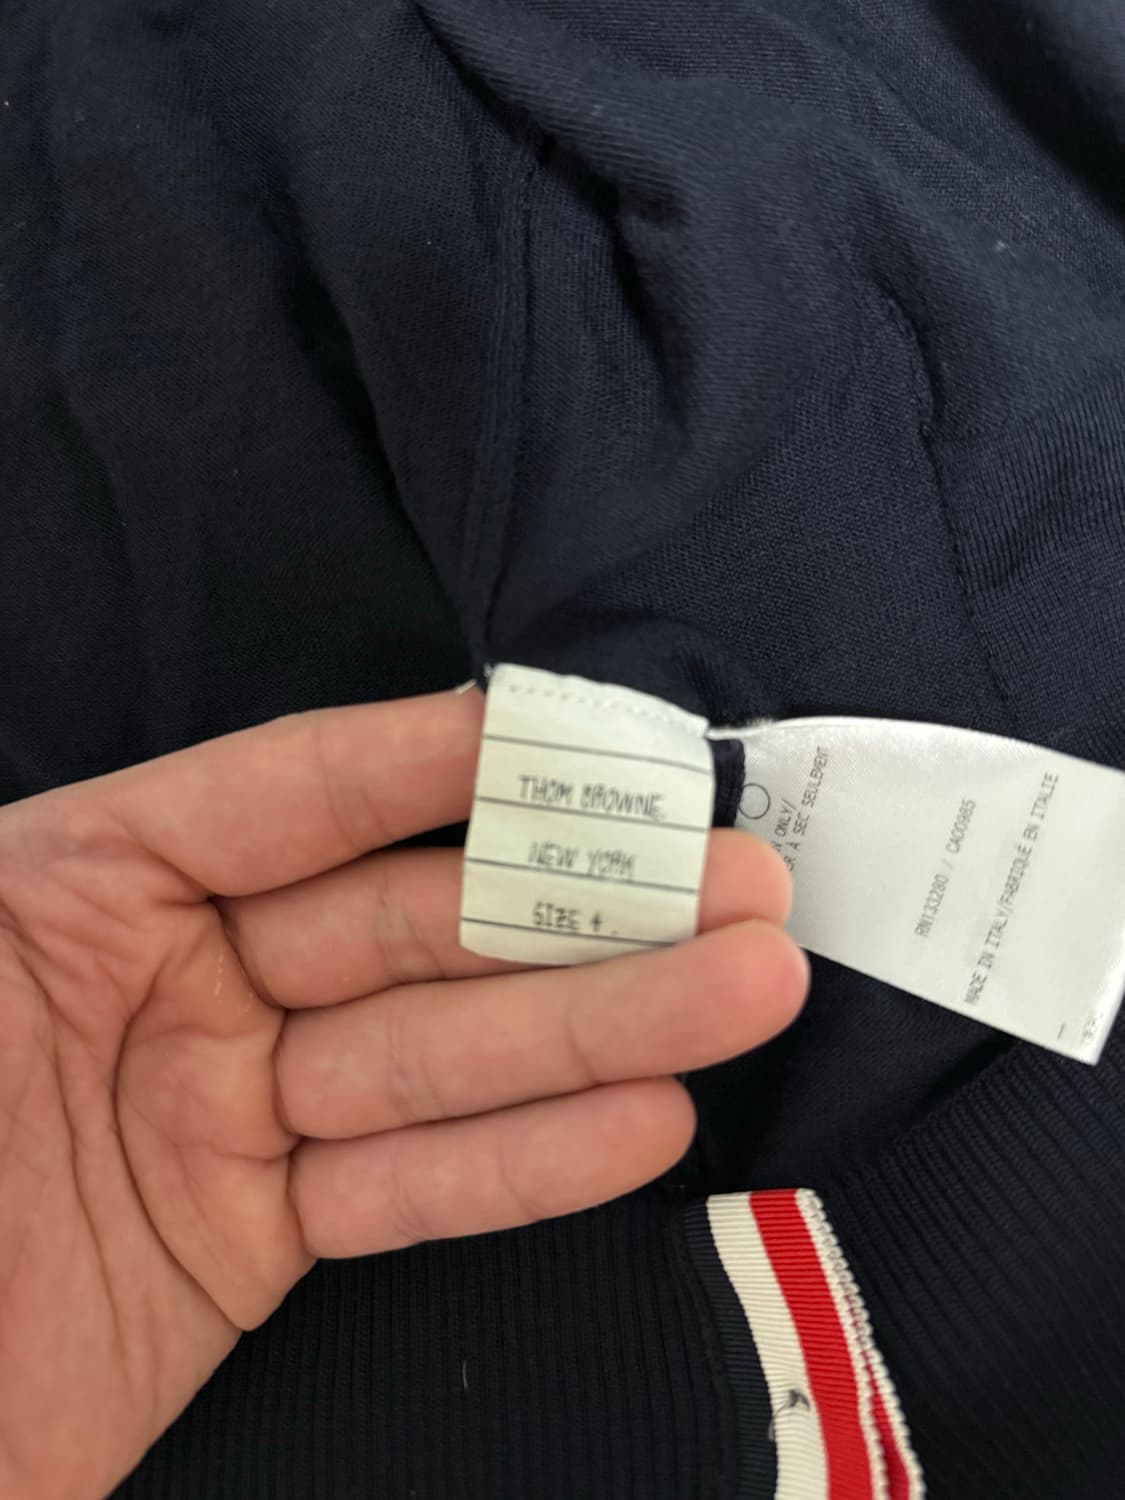 THOM BROWNE.
NEW YORK
SIZE 4.
ONLY/
À SEC SEULEMENT
RN133280 / CA00985
MADE IN ITALY/FABRIQUÉ EN ITALIE